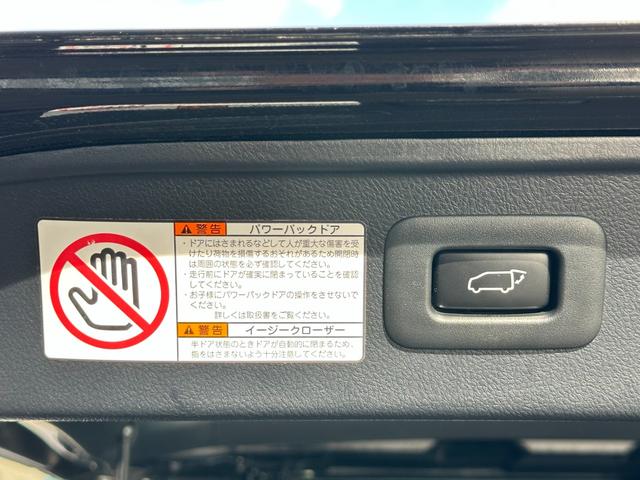 警告 パワーバックドア
・ドアにはさまれるなどして人が重大な傷害を受
けたり荷物を損傷するおそれがあるため開閉時
は周囲の状態を必ず確認してください。
・走行前にドアが確実に閉まっていることを確認
してください。
・お子様にパワーバックドアの操作をさせないで
ください。
詳しくは取扱書をご覧ください。
警告 イージークローザー
半ドア状態のときドアが自動的に閉まるため、
指をはさまないよう十分注意してください。